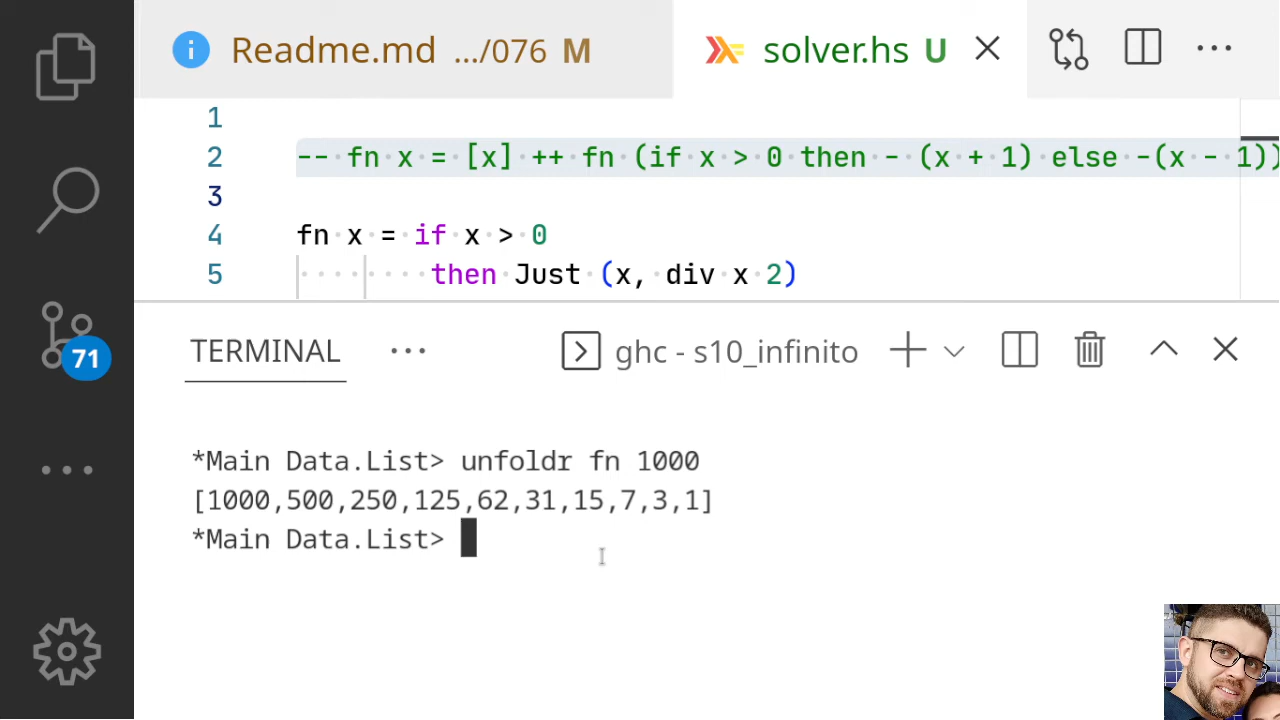 Readme.md .../076 M
solver.hs U
1
2 -- fn x = [x] ++ fn (if x > 0 then - (x + 1) else -(x - 1))
3
4 fn x = if x > 0
5 then Just (x, div x 2)
71
TERMINAL
ghc - s10_infinito
*Main Data.List> unfoldr fn 1000
[1000,500,250,125,62,31,15,7,3,1]
*Main Data.List>